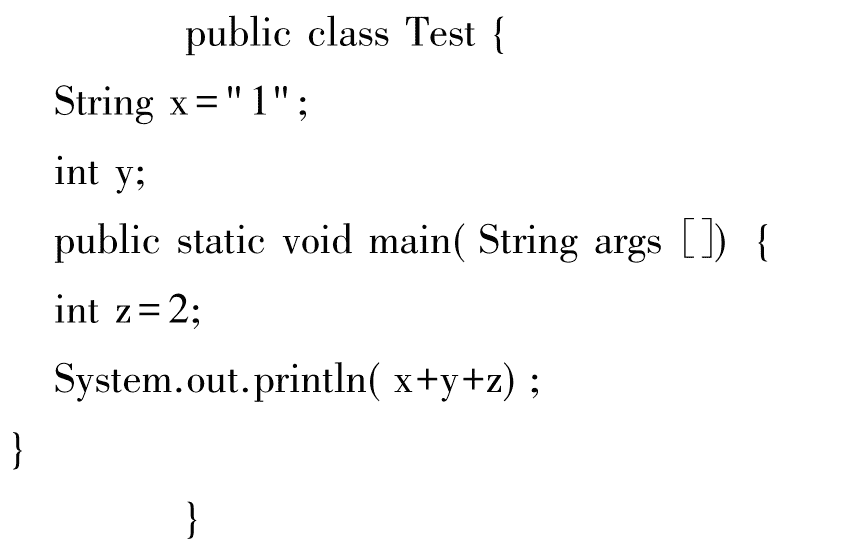 public class Test {
String x="1";
int y;
public static void main( String args []) {
int z=2;
System.out.println( x+y+z) ;
}
}